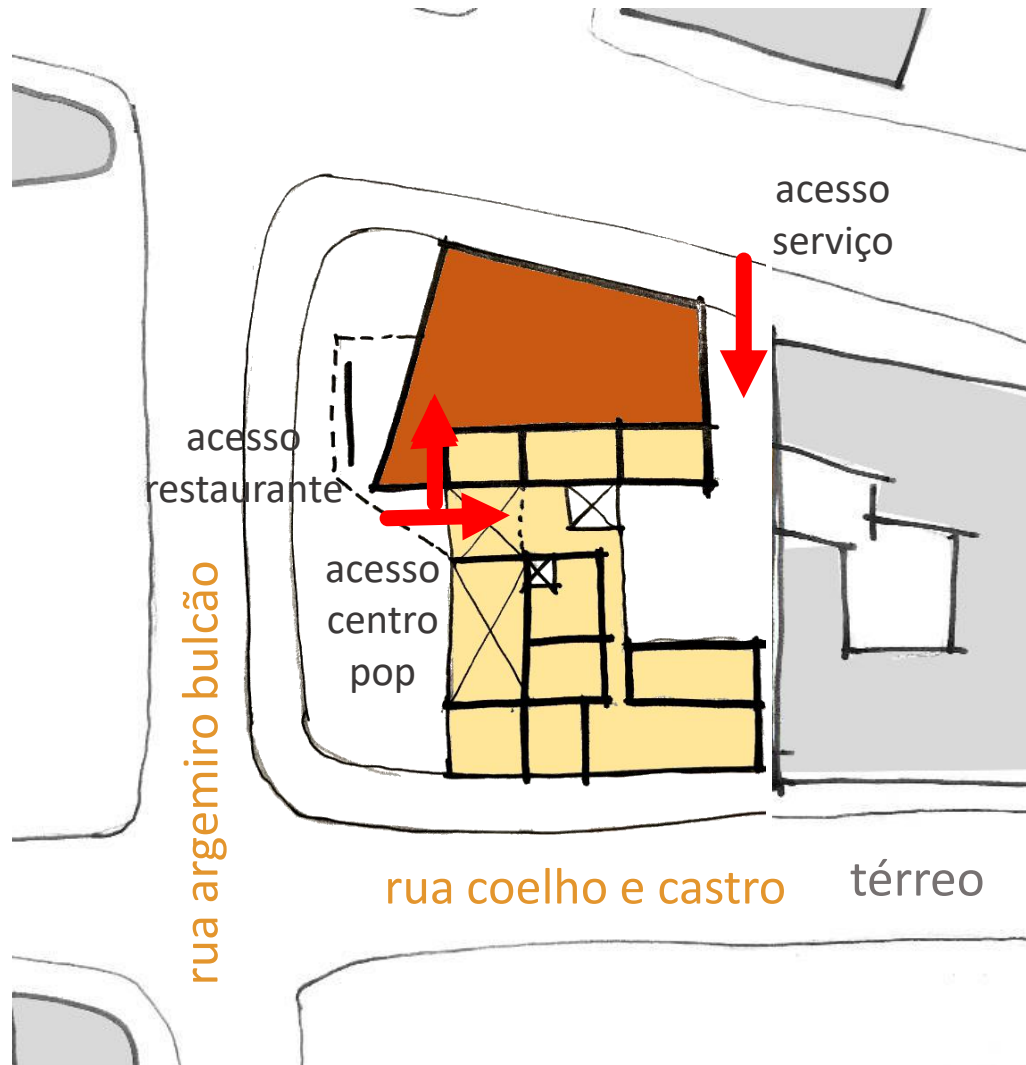 acesso
serviço
acesso
restaurante
acesso
centro
pop
rua argemiro bulcão
rua coelho e castro
térreo